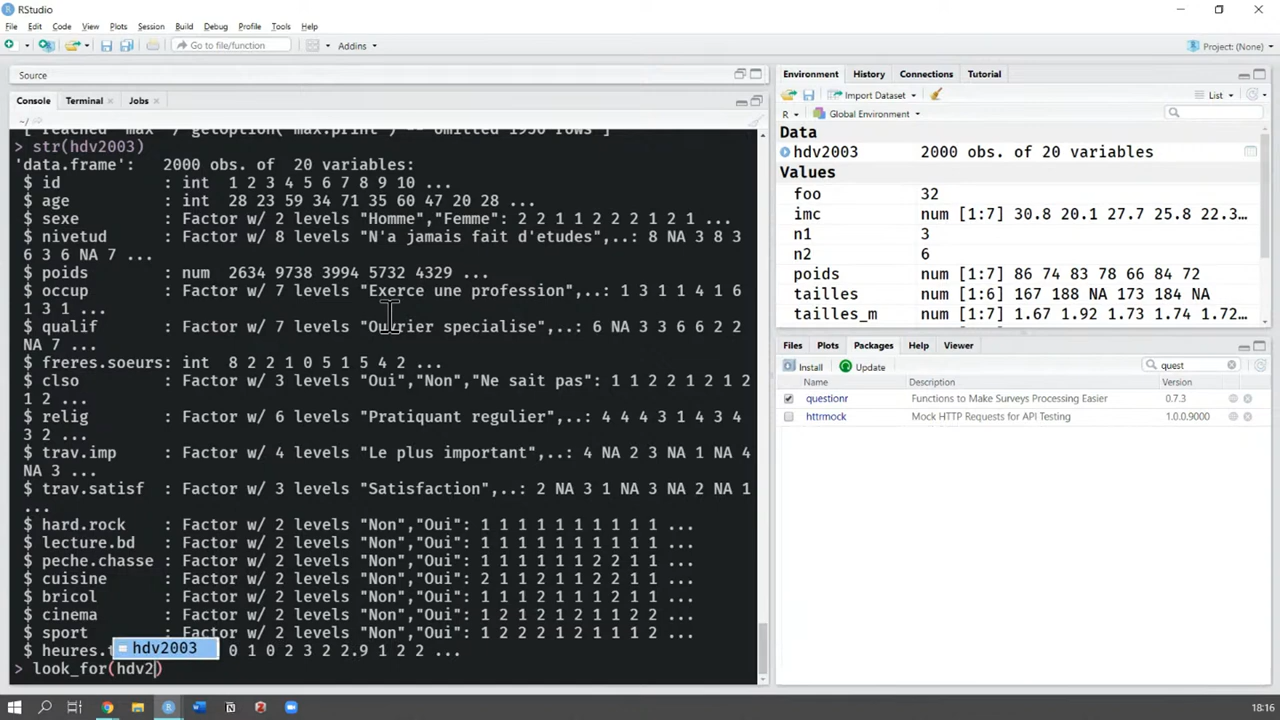 RStudio
File Edit Code View Plots Session Build Debug Profile Tools Help
Go to file/function Addins Project: (None)
Source
Console Terminal Jobs
~/
[ reached 'max' / getOption("max.print") -- omitted 1950 rows ]
> str(hdv2003)
'data.frame': 2000 obs. of 20 variables:
$ id : int 1 2 3 4 5 6 7 8 9 10 ...
$ age : int 28 23 59 34 71 35 60 47 20 28 ...
$ sexe : Factor w/ 2 levels "Homme","Femme": 2 2 1 1 2 2 2 1 2 1 ...
$ nivetud : Factor w/ 8 levels "N'a jamais fait d'etudes",..: 8 NA 3 8 3
6 3 6 NA 7 ...
$ poids : num 2634 9738 3994 5732 4329 ...
$ occup : Factor w/ 7 levels "Exerce une profession",..: 1 3 1 1 4 1 6
1 3 1 ...
$ qualif : Factor w/ 7 levels "Ouvrier specialise",..: 6 NA 3 3 6 6 2 2
NA 7 ...
$ freres.soeurs: int 8 2 2 1 0 5 1 5 4 2 ...
$ clso : Factor w/ 3 levels "Oui","Non","Ne sait pas": 1 1 2 2 1 2 1 2
1 2 ...
$ relig : Factor w/ 6 levels "Pratiquant regulier",..: 4 4 4 3 1 4 3 4
3 2 ...
$ trav.imp : Factor w/ 4 levels "Le plus important",..: 4 NA 2 3 NA 1 NA 4
NA 3 ...
$ trav.satisf : Factor w/ 3 levels "Satisfaction",..: 2 NA 3 1 NA 3 NA 2 NA 1
...
$ hard.rock : Factor w/ 2 levels "Non","Oui": 1 1 1 1 1 1 1 1 1 1 ...
$ lecture.bd : Factor w/ 2 levels "Non","Oui": 1 1 1 1 1 1 1 1 1 1 ...
$ peche.chasse : Factor w/ 2 levels "Non","Oui": 1 1 1 1 1 1 2 2 1 1 ...
$ cuisine : Factor w/ 2 levels "Non","Oui": 2 1 1 2 1 1 2 2 1 1 ...
$ bricol : Factor w/ 2 levels "Non","Oui": 1 1 1 2 1 1 1 2 1 1 ...
$ cinema : Factor w/ 2 levels "Non","Oui": 1 2 1 2 1 2 1 1 2 2 ...
$ sport : Factor w/ 2 levels "Non","Oui": 1 2 2 2 1 2 1 1 1 2 ...
$ heures. 0 1 0 2 3 2 2.9 1 2 2 ...
hdv2003
> look_for(hdv2)
Environment History Connections Tutorial
Import Dataset List
R Global Environment
Data
hdv2003 2000 obs. of 20 variables
Values
foo 32
imc num [1:7] 30.8 20.1 27.7 25.8 22.3…
n1 3
n2 6
poids num [1:7] 86 74 83 78 66 84 72
tailles num [1:6] 167 188 NA 173 184 NA
tailles_m num [1:7] 1.67 1.92 1.73 1.74 1.72…
Files Plots Packages Help Viewer
Install Update quest
Name Description Version
questionr Functions to Make Surveys Processing Easier 0.7.3
httrmock Mock HTTP Requests for API Testing 1.0.0.9000
18:16